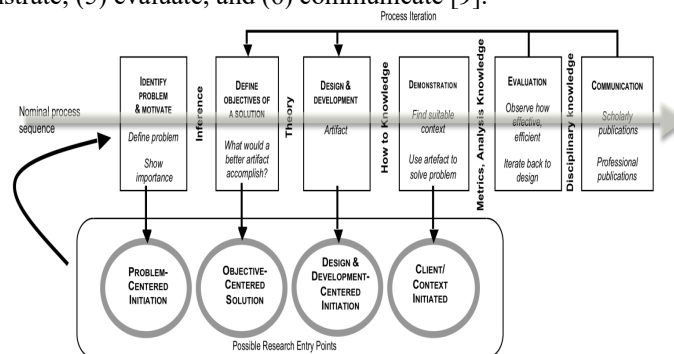 nstrate, (5) evaluate, and (6) communicate [9].
Process Iteration
Nominal process
sequence
IDENTIFY
PROBLEM
& MOTIVATE
Define problem
Show
importance
Inference
DEFINE
OBJECTIVES OF
A SOLUTION
What would a
better artifact
accomplish?
Theory
DESIGN &
DEVELOPMENT
Artifact
How to Knowledge
DEMONSTRATION
Find suitable
context
Use artefact to
solve problem
Metrics, Analysis Knowledge
EVALUATION
Observe how
effective,
efficient
Iterate back to
design
Disciplinary knowledge
COMMUNICATION
Scholarly
publications
Professional
publications
PROBLEM-
CENTERED
INITIATION
OBJECTIVE-
CENTERED
SOLUTION
DESIGN &
DEVELOPMENT-
CENTERED
INITIATION
CLIENT/
CONTEXT
INITIATED
Possible Research Entry Points